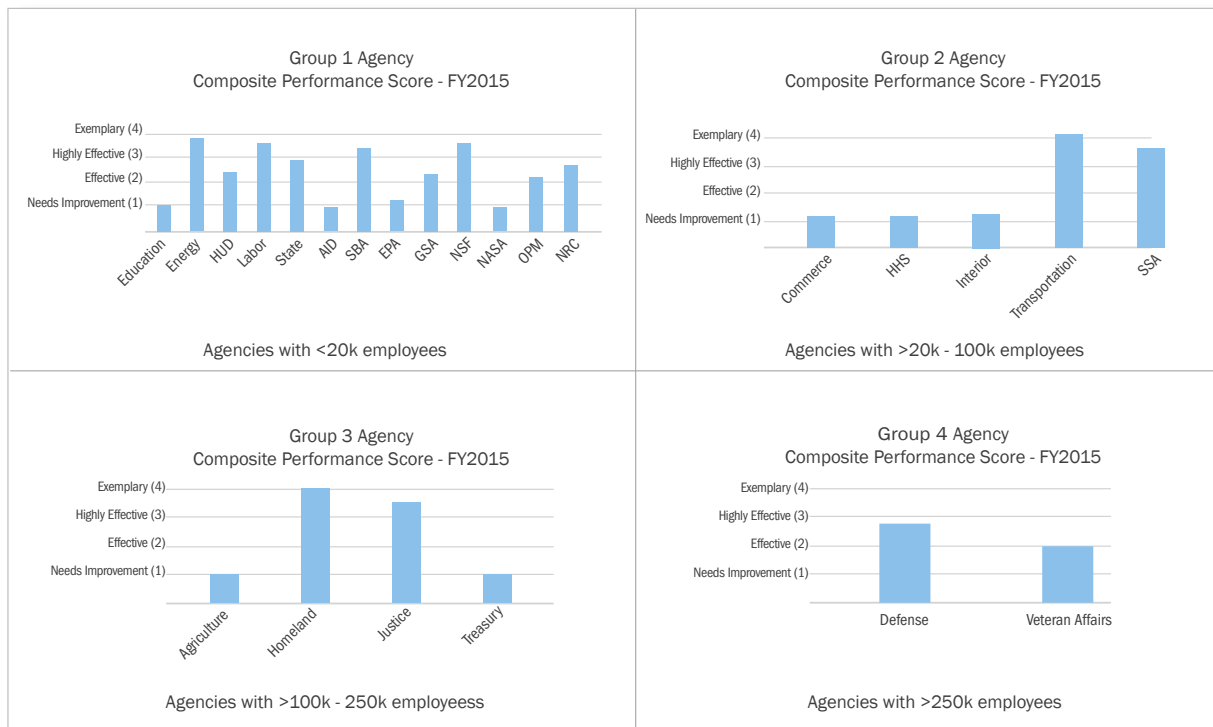 Group 1 Agency
Composite Performance Score - FY2015
Exemplary (4)
Highly Effective (3)
Effective (2)
Needs Improvement (1)
Education
Energy
HUD
Labor
State
AID
SBA
EPA
GSA
NSF
NASA
OPM
NRC
Agencies with <20k employees
Group 2 Agency
Composite Performance Score - FY2015
Exemplary (4)
Highly Effective (3)
Effective (2)
Needs Improvement (1)
Commerce
HHS
Interior
Transportation
SSA
Agencies with >20k - 100k employees
Group 3 Agency
Composite Performance Score - FY2015
Exemplary (4)
Highly Effective (3)
Effective (2)
Needs Improvement (1)
Agriculture
Homeland
Justice
Treasury
Agencies with >100k - 250k employeess
Group 4 Agency
Composite Performance Score - FY2015
Exemplary (4)
Highly Effective (3)
Effective (2)
Needs Improvement (1)
Defense
Veteran Affairs
Agencies with >250k employees